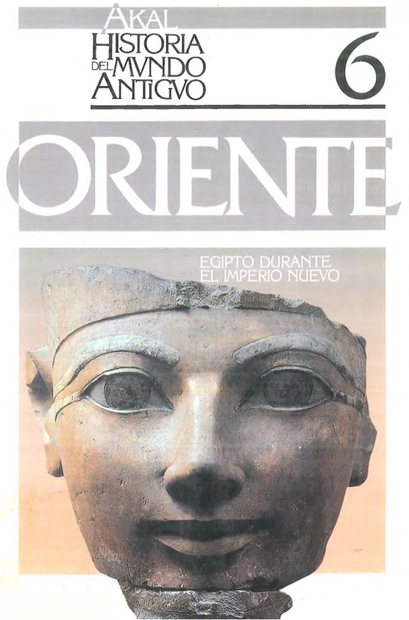 AKAL
HISTORIA
DEL MVNDO
ANTIGVO
6
ORIENTE
EGIPTO DURANTE
EL IMPERIO NUEVO